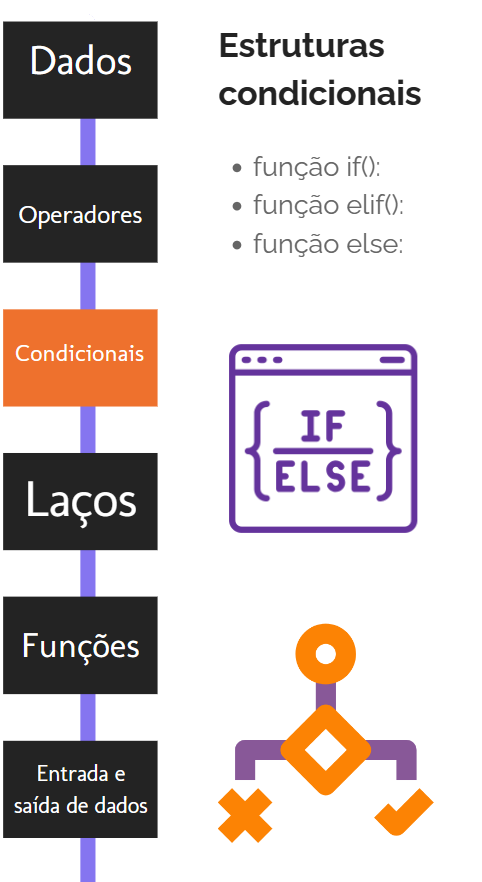 Dados
Operadores
Condicionais
Laços
Funções
Entrada e
saída de dados
Estruturas
condicionais
• função if():
• função elif():
• função else:
{ IF
ELSE }